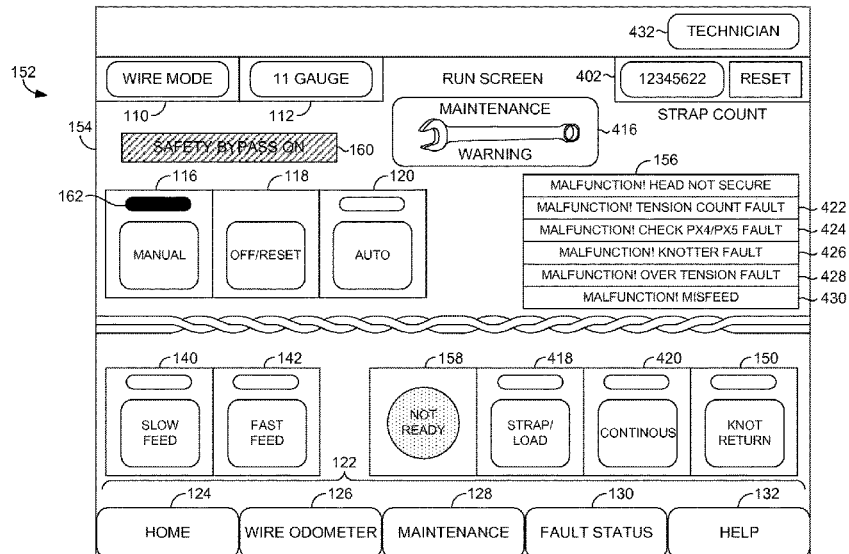 432 TECHNICIAN
152
WIRE MODE 11 GAUGE RUN SCREEN 402 12345622 RESET
110 112 MAINTENANCE STRAP COUNT
154 416
SAFETY BYPASS ON 160 WARNING
116 118 120 156
162 MALFUNCTION! HEAD NOT SECURE
MALFUNCTION! TENSION COUNT FAULT 422
MALFUNCTION! CHECK PX4/PX5 FAULT 424
MANUAL OFF/RESET AUTO MALFUNCTION! KNOTTER FAULT 426
MALFUNCTION! OVER TENSION FAULT 428
MALFUNCTION! MISFEED 430
140 142 158 418 420 150
SLOW FEED FAST FEED NOT READY STRAP/ LOAD CONTINOUS KNOT RETURN
122
124 126 128 130 132
HOME WIRE ODOMETER MAINTENANCE FAULT STATUS HELP